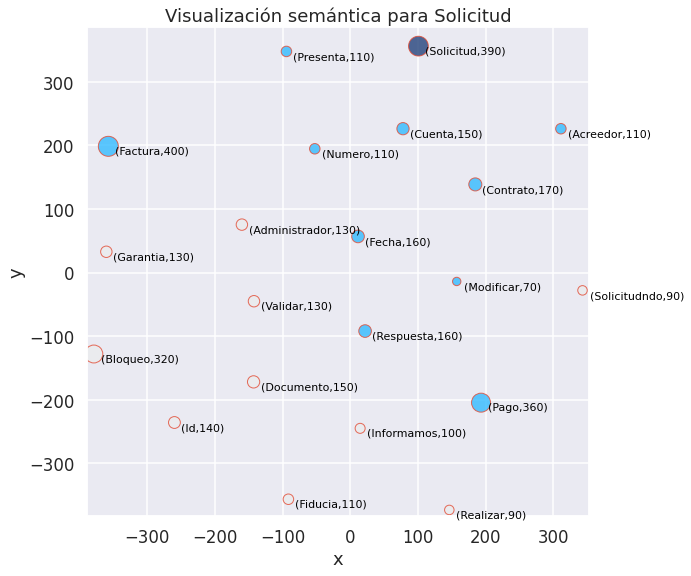 Visualización semántica para Solicitud
(Solicitud,390)
(Presenta,110)
300
(Cuenta,150)
(Acreedor,110)
200
(Factura,400)
(Numero,110)
(Contrato,170)
100
(Administrador,130)
(Fecha,160)
(Garantia,130)
y
0
(Modificar,70)
(Solicitudndo,90)
(Validar,130)
−100
(Respuesta,160)
(Bloqueo,320)
(Documento,150)
−200
(Pago,360)
(Id,140)
(Informamos,100)
−300
(Fiducia,110)
(Realizar,90)
−300 −200 −100 0 100 200 300
x